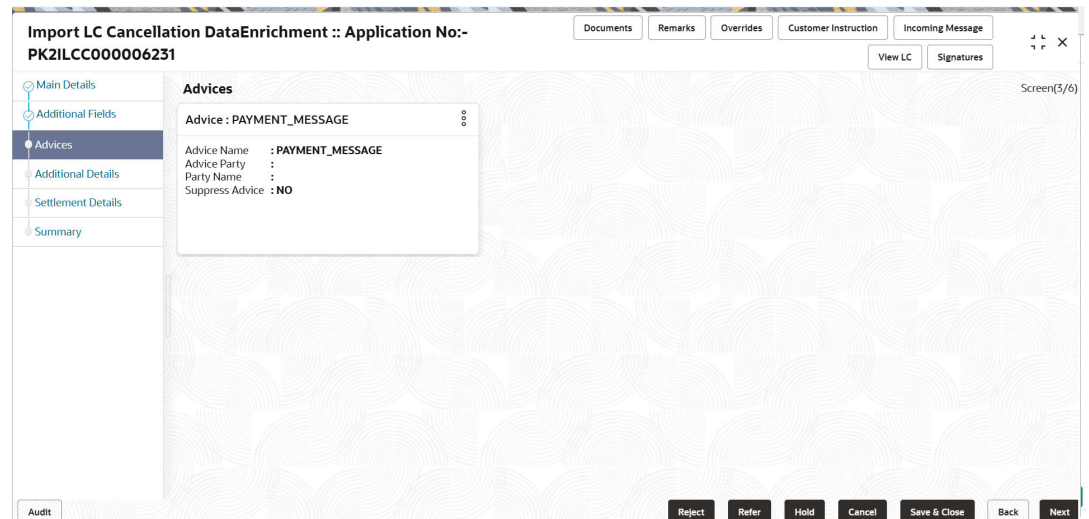 Import LC Cancellation DataEnrichment :: Application No:-
PK2ILCC000006231
Documents
Remarks
Overrides
Customer Instruction
Incoming Message
View LC
Signatures
Main Details
Additional Fields
Advices
Additional Details
Settlement Details
Summary
Advices
Screen(3/6)
Advice : PAYMENT_MESSAGE
Advice Name : PAYMENT_MESSAGE
Advice Party :
Party Name :
Suppress Advice : NO
Audit
Reject
Refer
Hold
Cancel
Save & Close
Back
Next